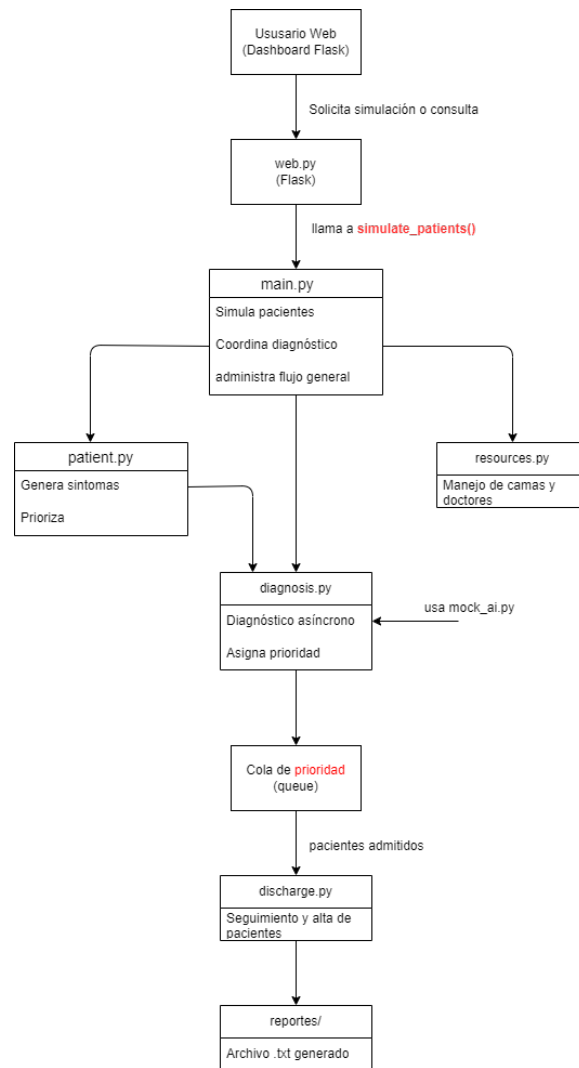 Ususario Web
(Dashboard Flask)
Solicita simulación o consulta
web.py
(Flask)
llama a simulate_patients()
main.py
Simula pacientes
Coordina diagnóstico
administra flujo general
patient.py
Genera sintomas
Prioriza
resources.py
Manejo de camas y
doctores
diagnosis.py
Diagnóstico asíncrono
Asigna prioridad
usa mock_ai.py
Cola de prioridad
(queue)
pacientes admitidos
discharge.py
Seguimiento y alta de
pacientes
reportes/
Archivo .txt generado